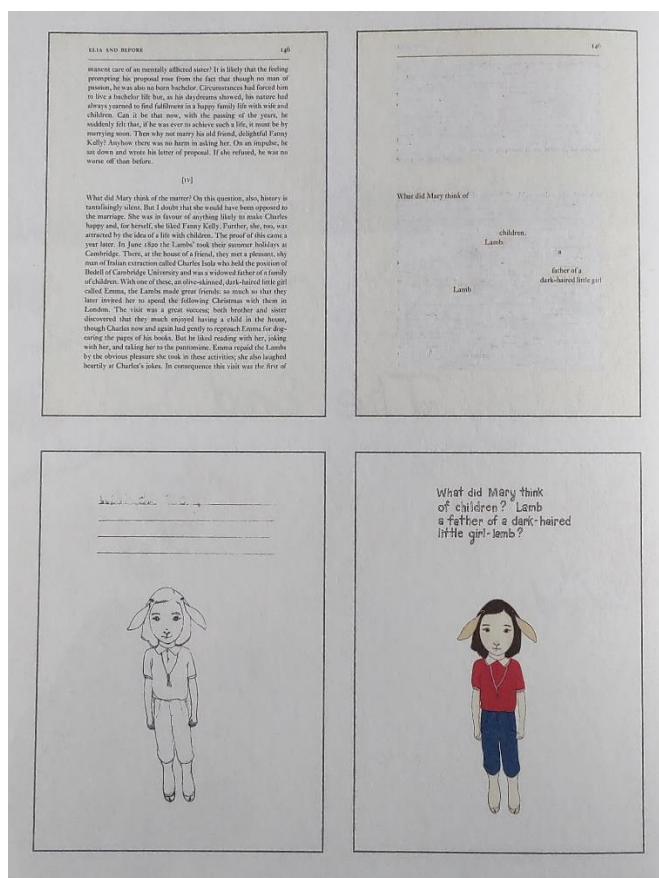 ELIA AND BEFORE 146
manent care of an mentally afflicted sister? It is likely that the feeling
prompting his proposal rose from the fact that though no man of
passion, he was also no born bachelor. Circumstances had forced him
to live a bachelor life but, as his daydreams showed, his nature had
always yearned to find fulfilment in a happy family life with wife and
children. Can it be that now, with the passing of the years, he
suddenly felt that, if he was ever to achieve such a life, it must be by
marrying soon. Then why not marry his old friend, delightful Fanny
Kelly? Anyhow there was no harm in asking her. On an impulse, he
sat down and wrote his letter of proposal. If she refused, he was no
worse off than before.
[IV]
What did Mary think of the matter? On this question, also, history is
tantalisingly silent. But I doubt that she would have been opposed to
the marriage. She was in favour of anything likely to make Charles
happy and, for herself, she liked Fanny Kelly. Further, she, too, was
attracted by the idea of a life with children. The proof of this came a
year later. In June 1820 the Lambs' took their summer holidays at
Cambridge. There, at the house of a friend, they met a pleasant, shy
man of Italian extraction called Charles Isola who held the position of
Bedell of Cambridge University and was a widowed father of a family
of children. With one of these, an olive-skinned, dark-haired little girl
called Emma, the Lambs made great friends: so much so that they
later invited her to spend the following Christmas with them in
London. The visit was a great success; both brother and sister
discovered that they much enjoyed having a child in the house,
though Charles now and again had gently to reproach Emma for dog-
earing the pages of his books. But he liked reading with her, joking
with her, and taking her to the pantomime. Emma repaid the Lambs
by the obvious pleasure she took in these activities; she also laughed
heartily at Charles's jokes. In consequence this visit was the first of
146
What did Mary think of
children.
Lamb
a
father of a
dark-haired little girl
Lamb
What did Mary think
of children? Lamb
a father of a dark-haired
little girl-lamb?